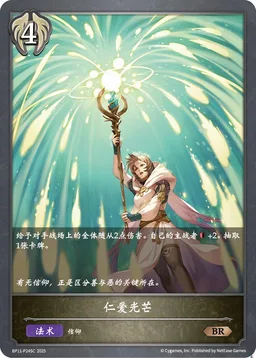 4
给予对手战场上的全体随从2点伤害。自己的主战者 +2。抽取
1张卡牌。
有无信仰，正是区分善与恶的关键所在。
仁爱光芒
法术 信仰
BR
BP13-P24SC 2025
© Cygames, Inc. Published by NetEase Games